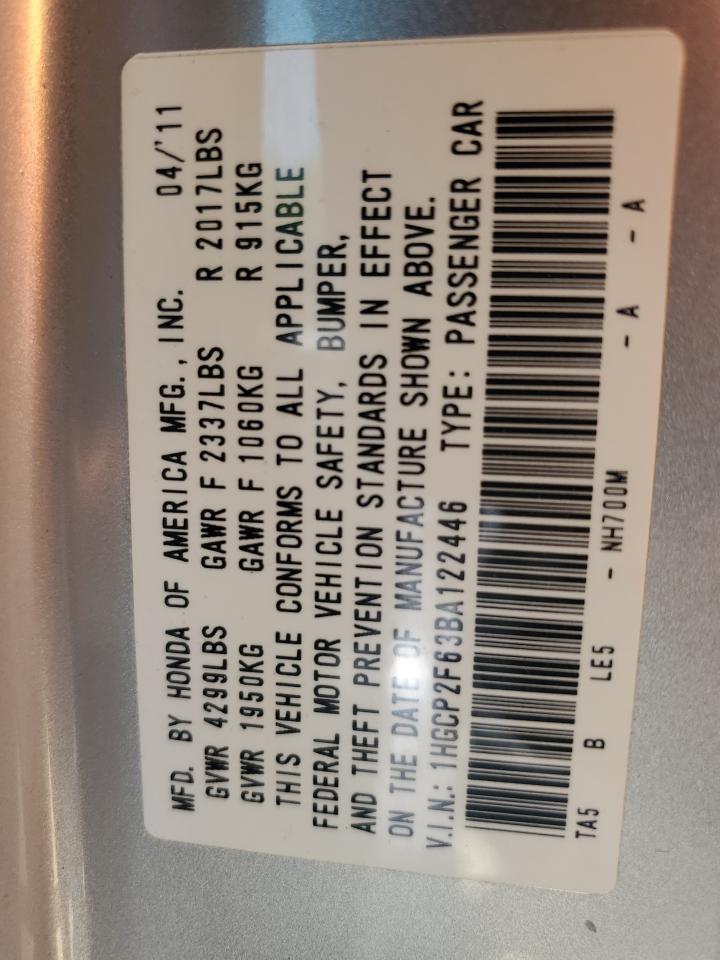 MFD. BY HONDA OF AMERICA MFG., INC. 04/'11
GVWR 4299LBS GAWR F 2337LBS R 2017LBS
GVWR 1950KG GAWR F 1060KG R 915KG
THIS VEHICLE CONFORMS TO ALL APPLICABLE
FEDERAL MOTOR VEHICLE SAFETY, BUMPER,
AND THEFT PREVENTION STANDARDS IN EFFECT
ON THE DATE OF MANUFACTURE SHOWN ABOVE.
V.I.N.: 1HGCP2F63BA122446 TYPE: PASSENGER CAR
TA5 B LE5 - NH700M - A - A